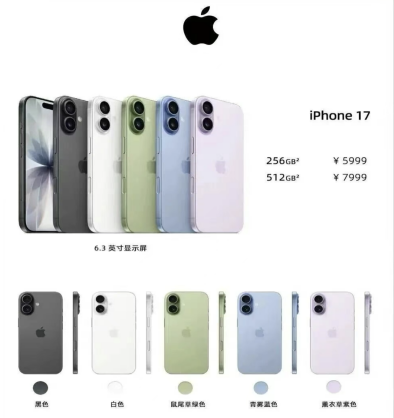 iPhone 17
256GB² ¥ 5999
512GB² ¥ 7999
6.3 英寸显示屏
黑色 白色 鼠尾草绿色 青雾蓝色 薰衣草紫色